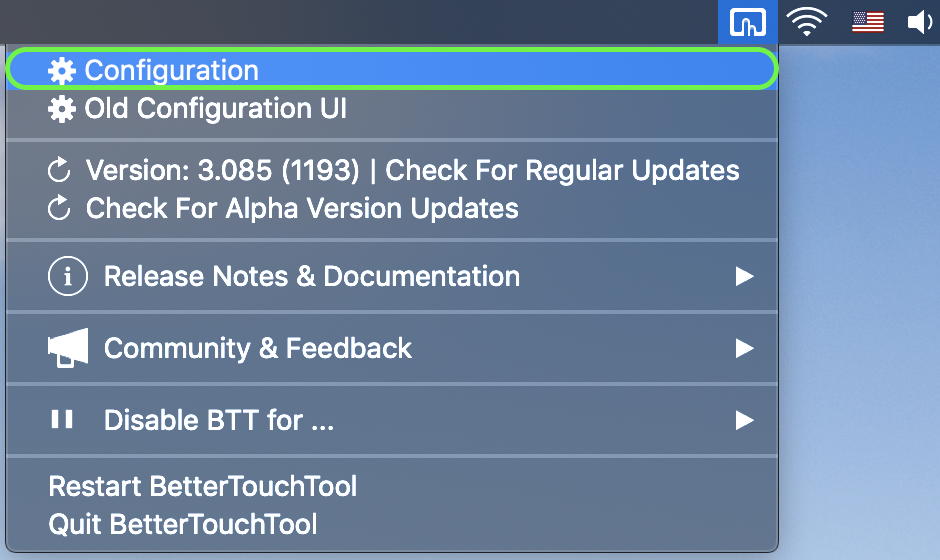 Configuration
Old Configuration UI
Version: 3.085 (1193) | Check For Regular Updates
Check For Alpha Version Updates
Release Notes & Documentation
Community & Feedback
Disable BTT for ...
Restart BetterTouchTool
Quit BetterTouchTool